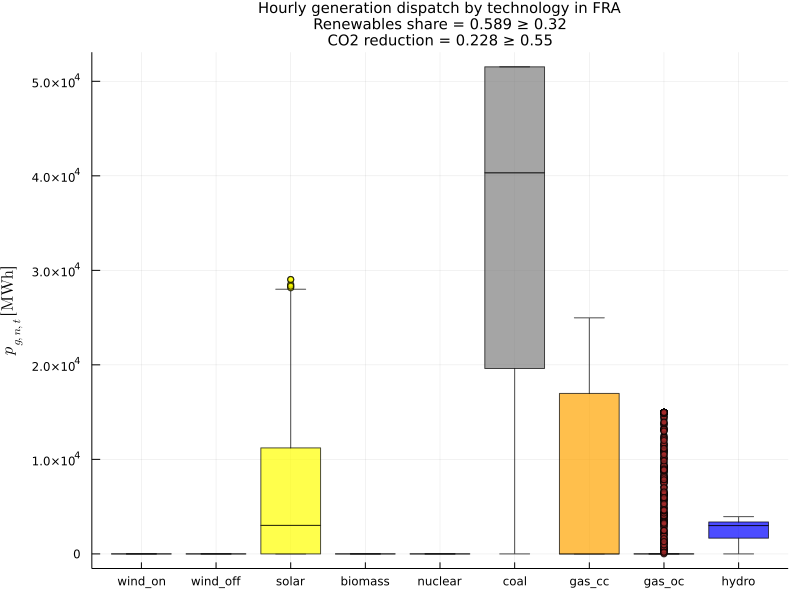 Hourly generation dispatch by technology in FRA
Renewables share = 0.589 ≥ 0.32
CO2 reduction = 0.228 ≥ 0.55
p_{g,n,t} [MWh]
5.0×10⁴
4.0×10⁴
3.0×10⁴
2.0×10⁴
1.0×10⁴
0
wind_on wind_off solar biomass nuclear coal gas_cc gas_oc hydro